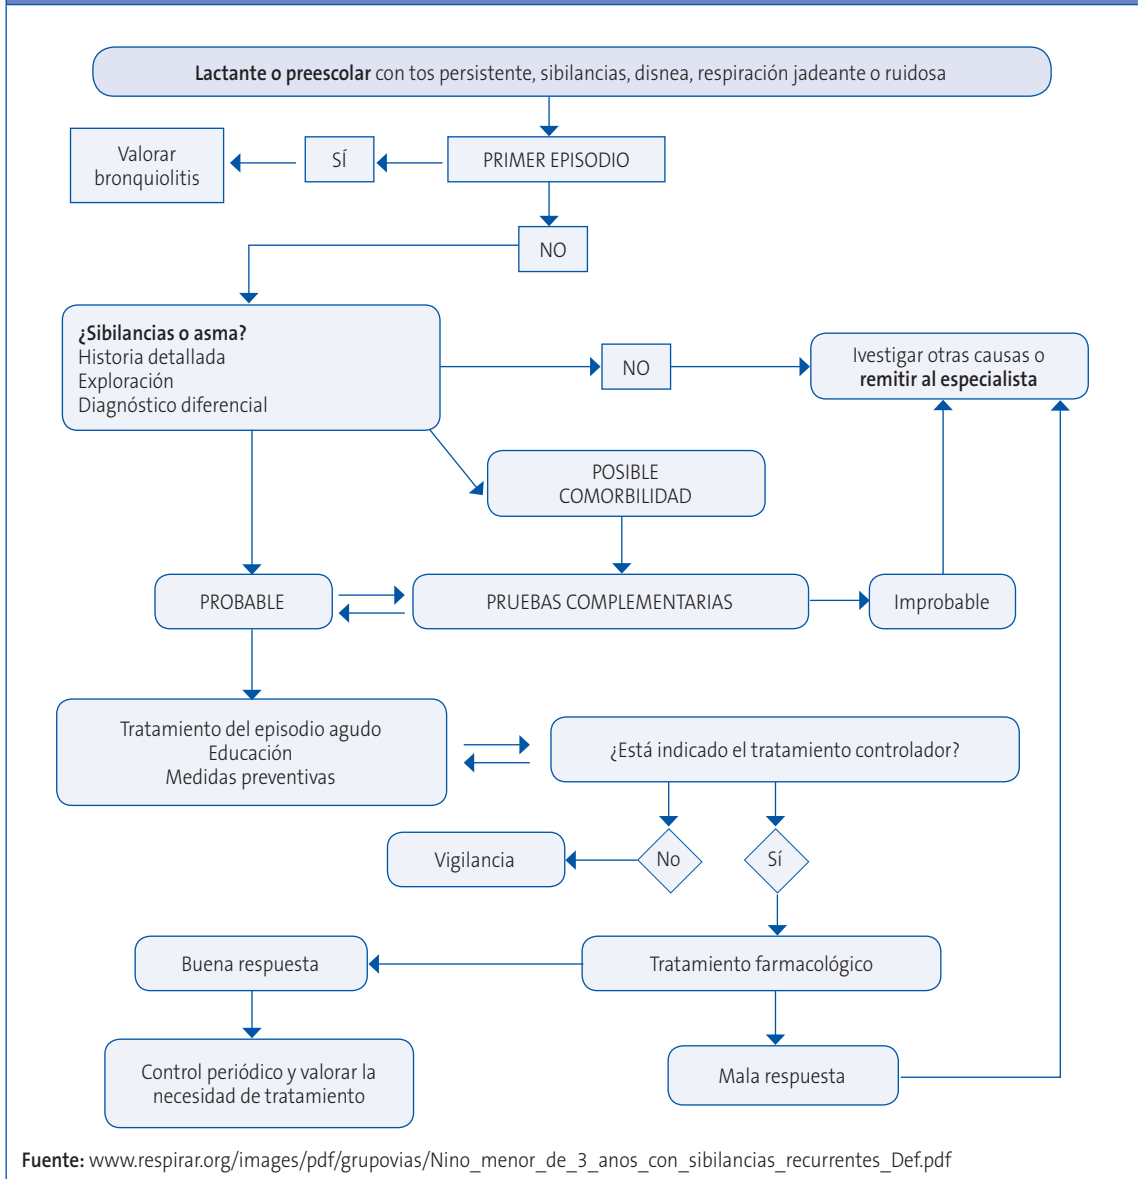 Lactante o preescolar con tos persistente, sibilancias, disnea, respiración jadeante o ruidosa
PRIMER EPISODIO
SÍ
Valorar
bronquiolitis
NO
¿Sibilancias o asma?
Historia detallada
Exploración
Diagnóstico diferencial
NO
Ivestigar otras causas o
remitir al especialista
POSIBLE
COMORBILIDAD
PROBABLE
PRUEBAS COMPLEMENTARIAS
Improbable
Tratamiento del episodio agudo
Educación
Medidas preventivas
¿Está indicado el tratamiento controlador?
No
Sí
Vigilancia
Tratamiento farmacológico
Buena respuesta
Mala respuesta
Control periódico y valorar la
necesidad de tratamiento
Fuente: www.respirar.org/images/pdf/grupovias/Nino_menor_de_3_anos_con_sibilancias_recurrentes_Def.pdf